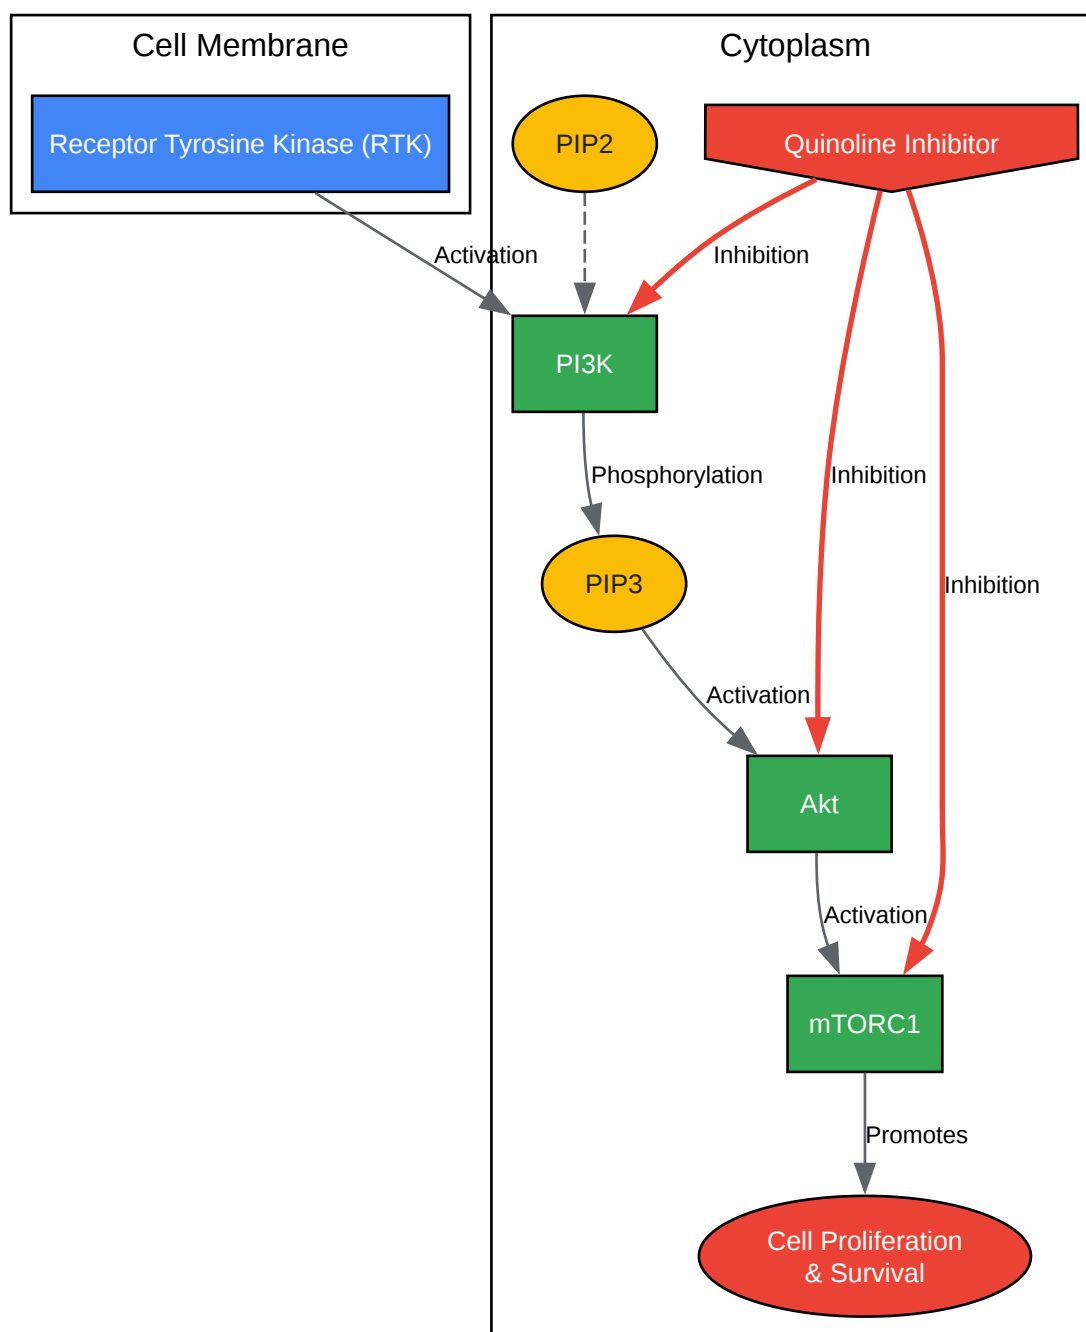 Cell Membrane
Cytoplasm
Receptor Tyrosine Kinase (RTK)
PIP2
Quinoline Inhibitor
Activation
Inhibition
PI3K
Phosphorylation
Inhibition
PIP3
Inhibition
Activation
Akt
Activation
mTORC1
Promotes
Cell Proliferation
& Survival